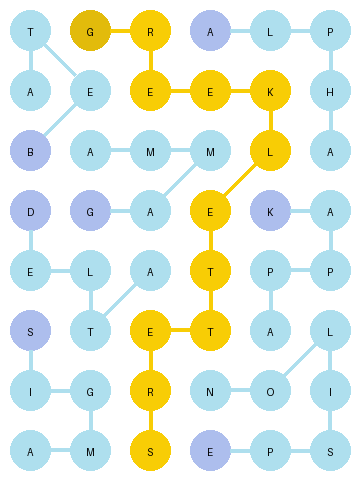 T G R A L P
A E E E K H
B A M M L A
D G A E K A
E L A T P P
S T E T A L
I G R N O I
A M S E P S